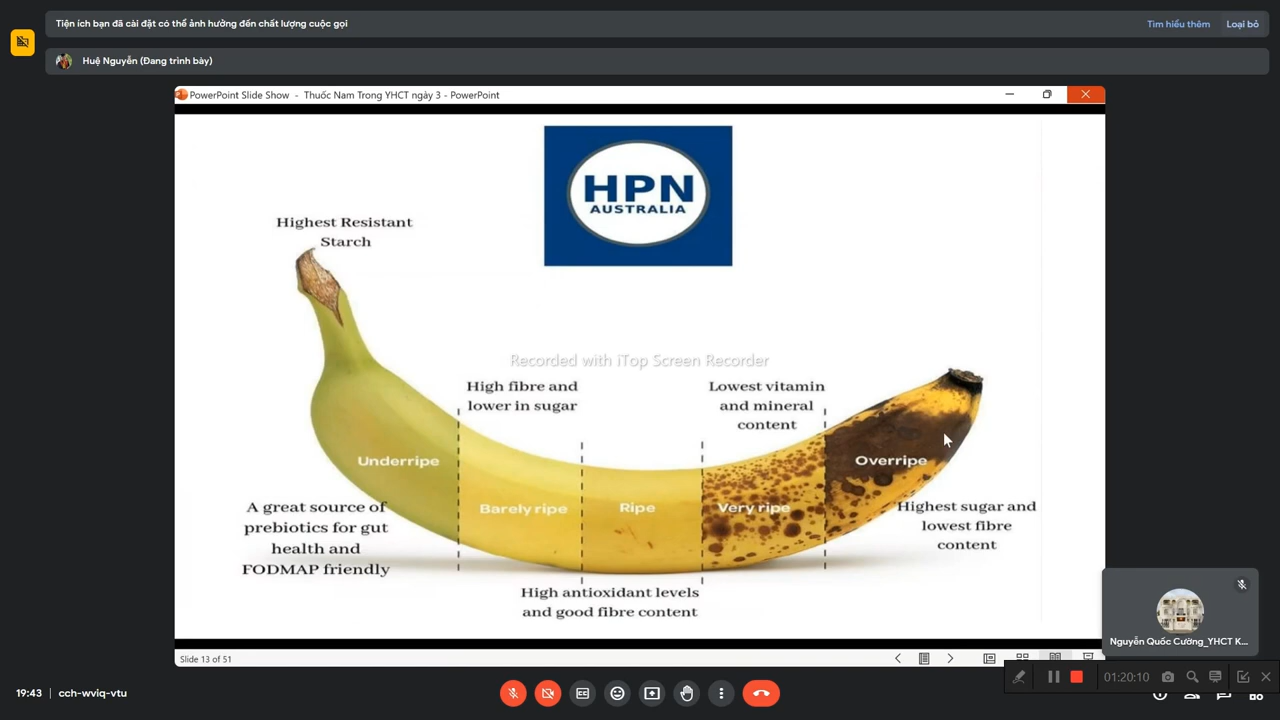 Tiện ích bạn đã cài đặt có thể ảnh hưởng đến chất lượng cuộc gọi
Tìm hiểu thêm
Loại bỏ
Huệ Nguyễn (Đang trình bày)
PowerPoint Slide Show - Thuốc Nam Trong YHCT ngày 3 - PowerPoint
HPN
AUSTRALIA
Highest Resistant
Starch
Recorded with iTop Screen Recorder
High fibre and
lower in sugar
Lowest vitamin
and mineral
content
Underripe
Barely ripe
Ripe
Very ripe
Overripe
A great source of
prebiotics for gut
health and
FODMAP friendly
Highest sugar and
lowest fibre
content
High antioxidant levels
and good fibre content
Nguyễn Quốc Cường_YHCT K...
Slide 13 of 51
01:20:10
19:43
cch-wviq-vtu